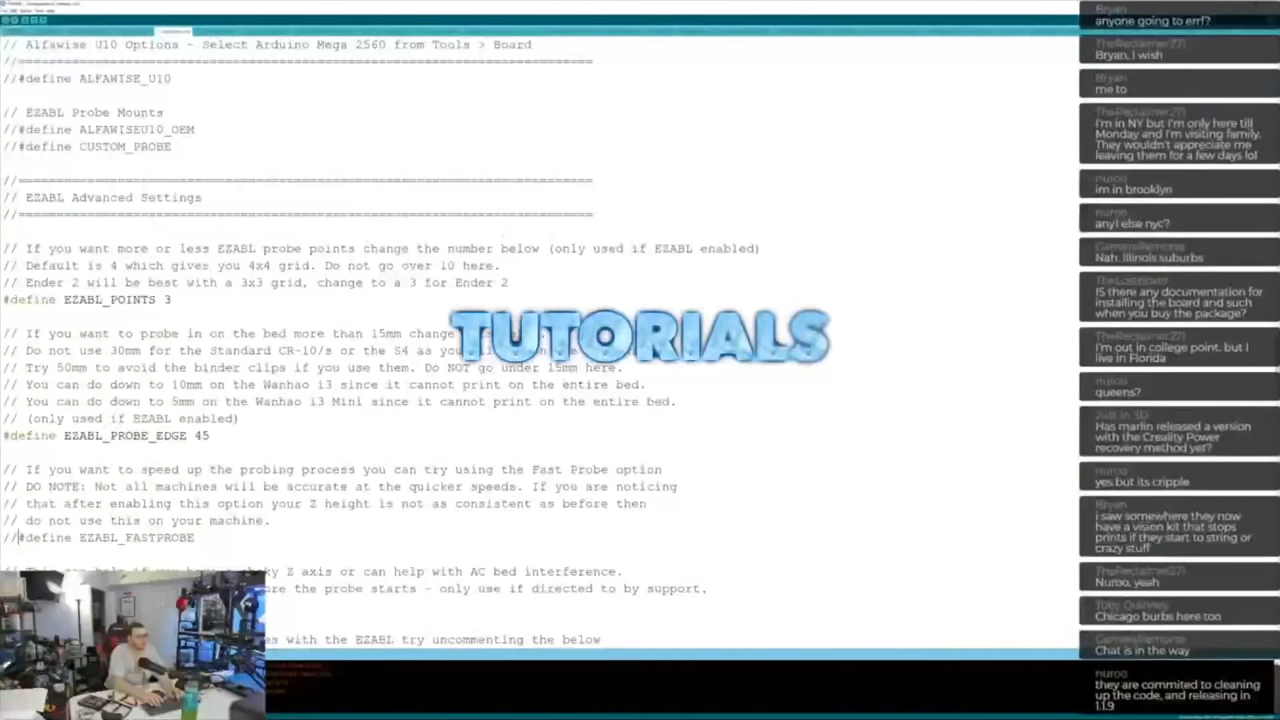 // Alfawise U10 Options - Select Arduino Mega 2560 from Tools > Board
//==========================================================================
//#define ALFAWISE_U10
// EZABL Probe Mounts
//#define ALFAWISEU10_OEM
//#define CUSTOM_PROBE
//==========================================================================
// EZABL Advanced Settings
//==========================================================================
// If you want more or less EZABL probe points change the number below (only used if EZABL enabled)
// Default is 4 which gives you 4x4 grid. Do not go over 10 here.
// Ender 2 will be best with a 3x3 grid, change to a 3 for Ender 2
#define EZABL_POINTS 3
// If you want to probe in on the bed more than 15mm change
// Do not use 30mm for the Standard CR-10/s or the S4 as
// Try 50mm to avoid the binder clips if you use them. Do NOT go under 15mm here.
// You can do down to 10mm on the Wanhao i3 since it cannot print on the entire bed.
// You can do down to 5mm on the Wanhao i3 Mini since it cannot print on the entire bed.
// (only used if EZABL enabled)
#define EZABL_PROBE_EDGE 45
// If you want to speed up the probing process you can try using the Fast Probe option
// DO NOTE: Not all machines will be accurate at the quicker speeds. If you are noticing
// that after enabling this option your Z height is not as consistent as before then
// do not use this on your machine.
//#define EZABL_FASTPROBE
Z axis or can help with AC bed interference.
the probe starts - only use if directed to by support.
with the EZABL try uncommenting the below
TUTORIALS
Bryan
anyone going to errf?
TheReclaimer271
Bryan, I wish
Bryan
me to
TheReclaimer271
I'm in NY but I'm only here till
Monday and I'm visiting family.
They wouldn't appreciate me
leaving them for a few days lol
nuroo
im in brooklyn
nuroo
anyl else nyc?
Nah. Illinois suburbs
IS there any documentation for
installing the board and such
when you buy the package?
TheReclaimer271
I'm out in college point. but I
live in Florida
nuroo
queens?
Has marlin released a version
with the Creality Power
recovery method yet?
nuroo
yes but its cripple
Bryan
i saw somewhere they now
have a vision kit that stops
prints if they start to string or
crazy stuff
TheReclaimer271
Nuroo, yeah
Chicago burbs here too
Chat is in the way
nuroo
they are commited to cleaning
up the code, and releasing in
1.1.9